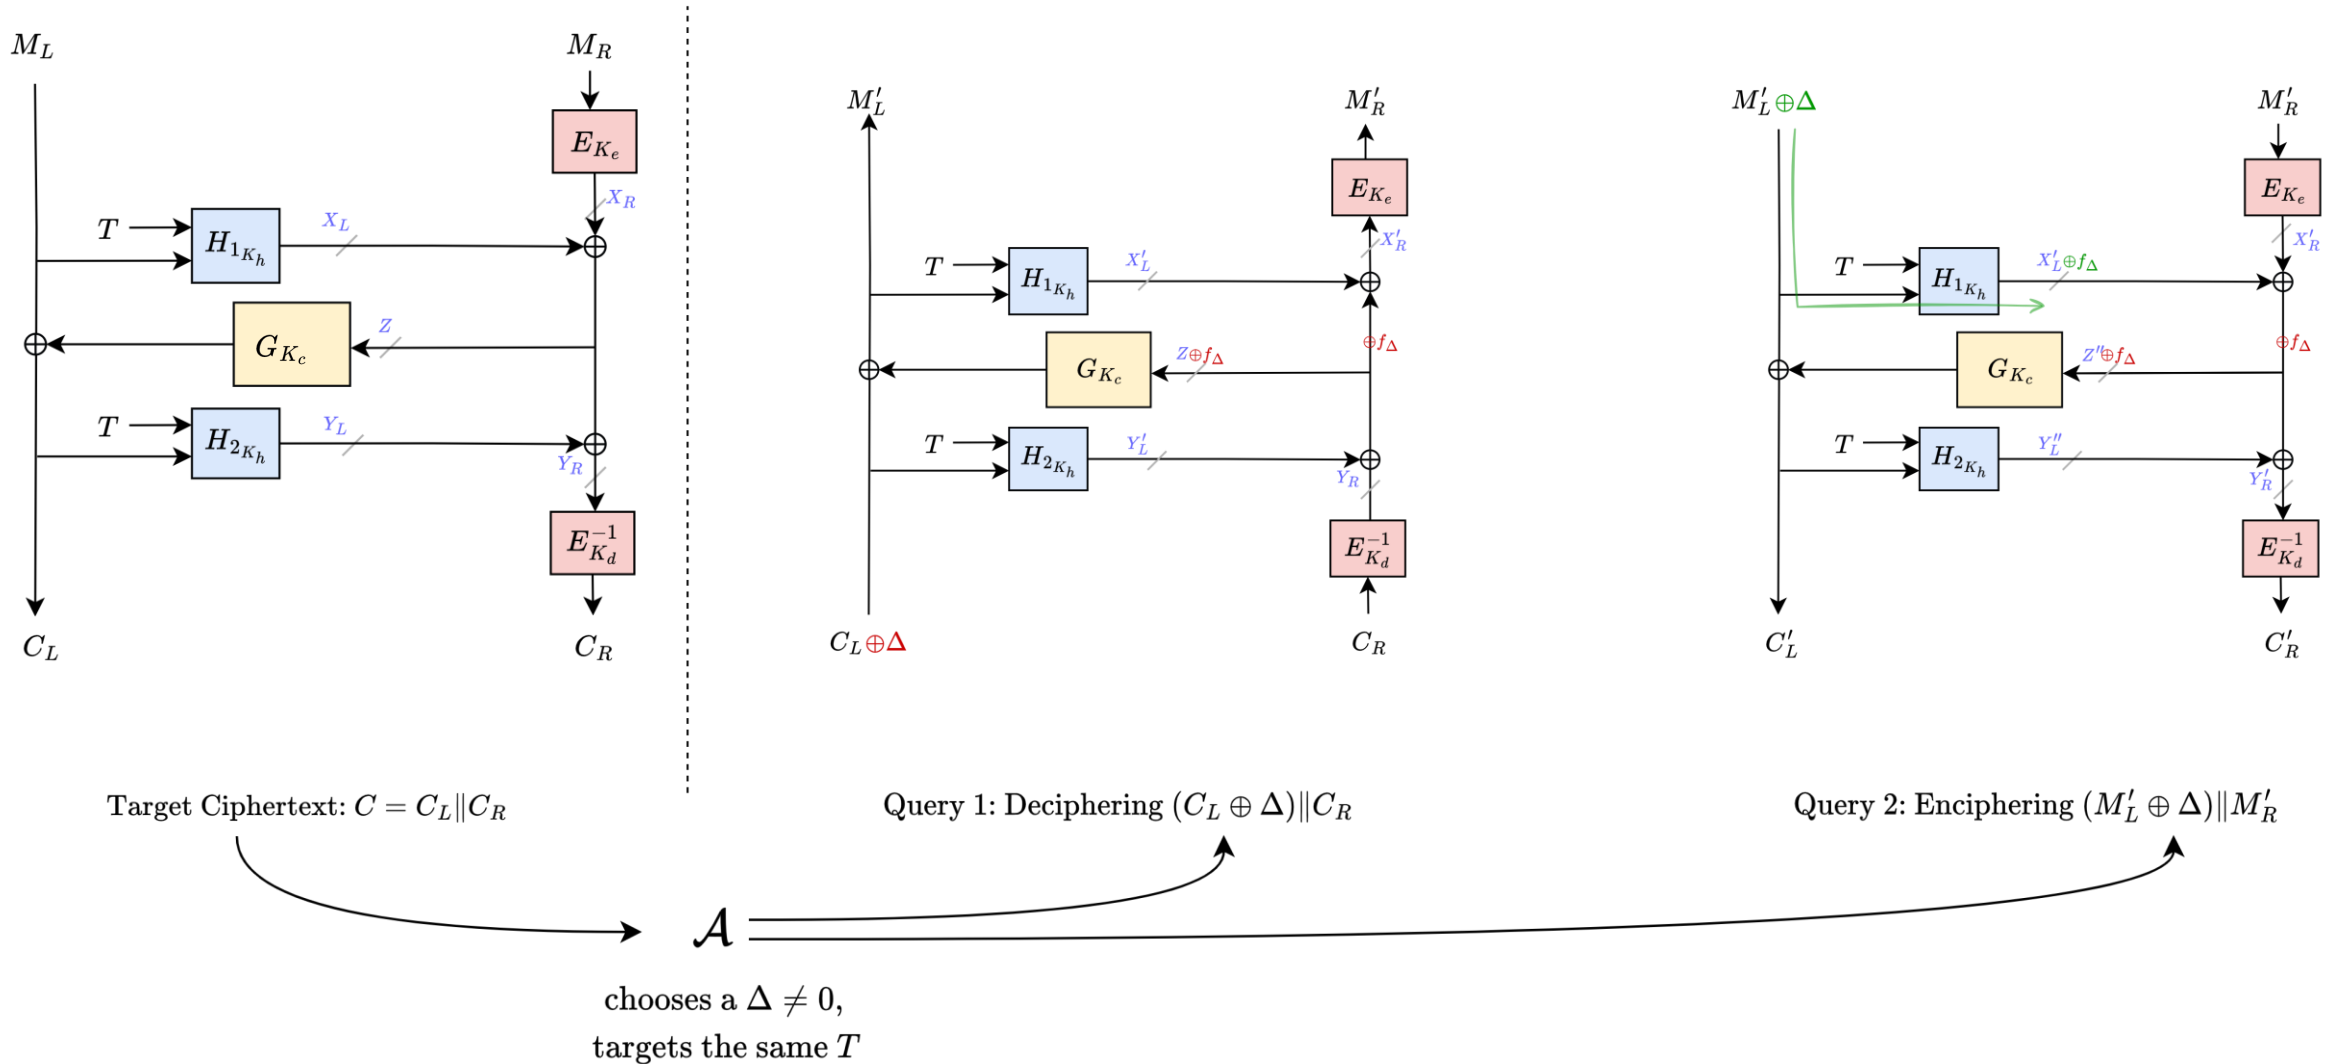 M_L
M_R
E_{K_e}
X_R
T
X_L
H_{1_{K_h}}
G_{K_c}
Z
T
Y_L
H_{2_{K_h}}
Y_R
E_{K_d}^{-1}
C_L
C_R
Target Ciphertext: C = C_L∥C_R
M'_L
M'_R
E_{K_e}
X'_R
T
X'_L
H_{1_{K_h}}
⊕f_Δ
G_{K_c}
Z⊕f_Δ
T
Y'_L
H_{2_{K_h}}
Y_R
E_{K_d}^{-1}
C_L⊕Δ
C_R
Query 1: Deciphering (C_L ⊕ Δ)∥C_R
M'_L⊕Δ
M'_R
E_{K_e}
X'_R
T
X'_L⊕f_Δ
H_{1_{K_h}}
⊕f_Δ
G_{K_c}
Z''⊕f_Δ
T
Y''_L
H_{2_{K_h}}
Y'_R
E_{K_d}^{-1}
C'_L
C'_R
Query 2: Enciphering (M'_L ⊕ Δ)∥M'_R
𝒜
chooses a Δ ≠ 0,
targets the same T